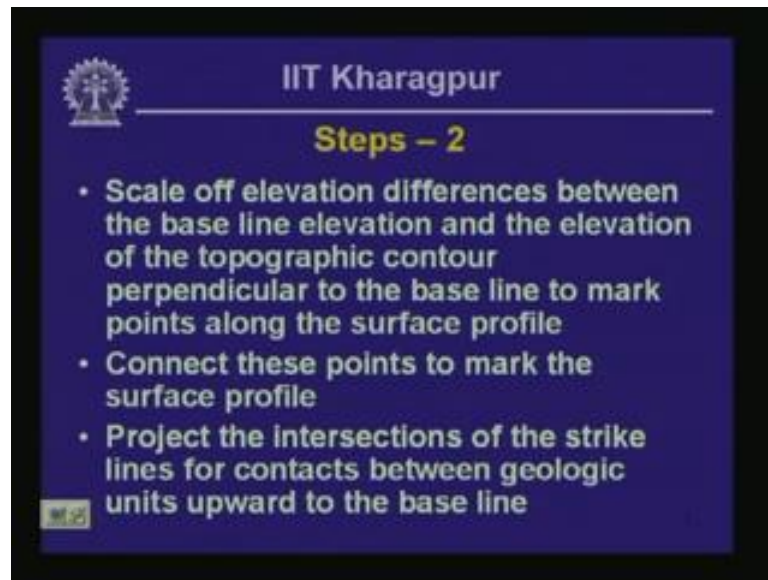 IIT Kharagpur
Steps – 2
• Scale off elevation differences between
the base line elevation and the elevation
of the topographic contour
perpendicular to the base line to mark
points along the surface profile
• Connect these points to mark the
surface profile
• Project the intersections of the strike
lines for contacts between geologic
units upward to the base line